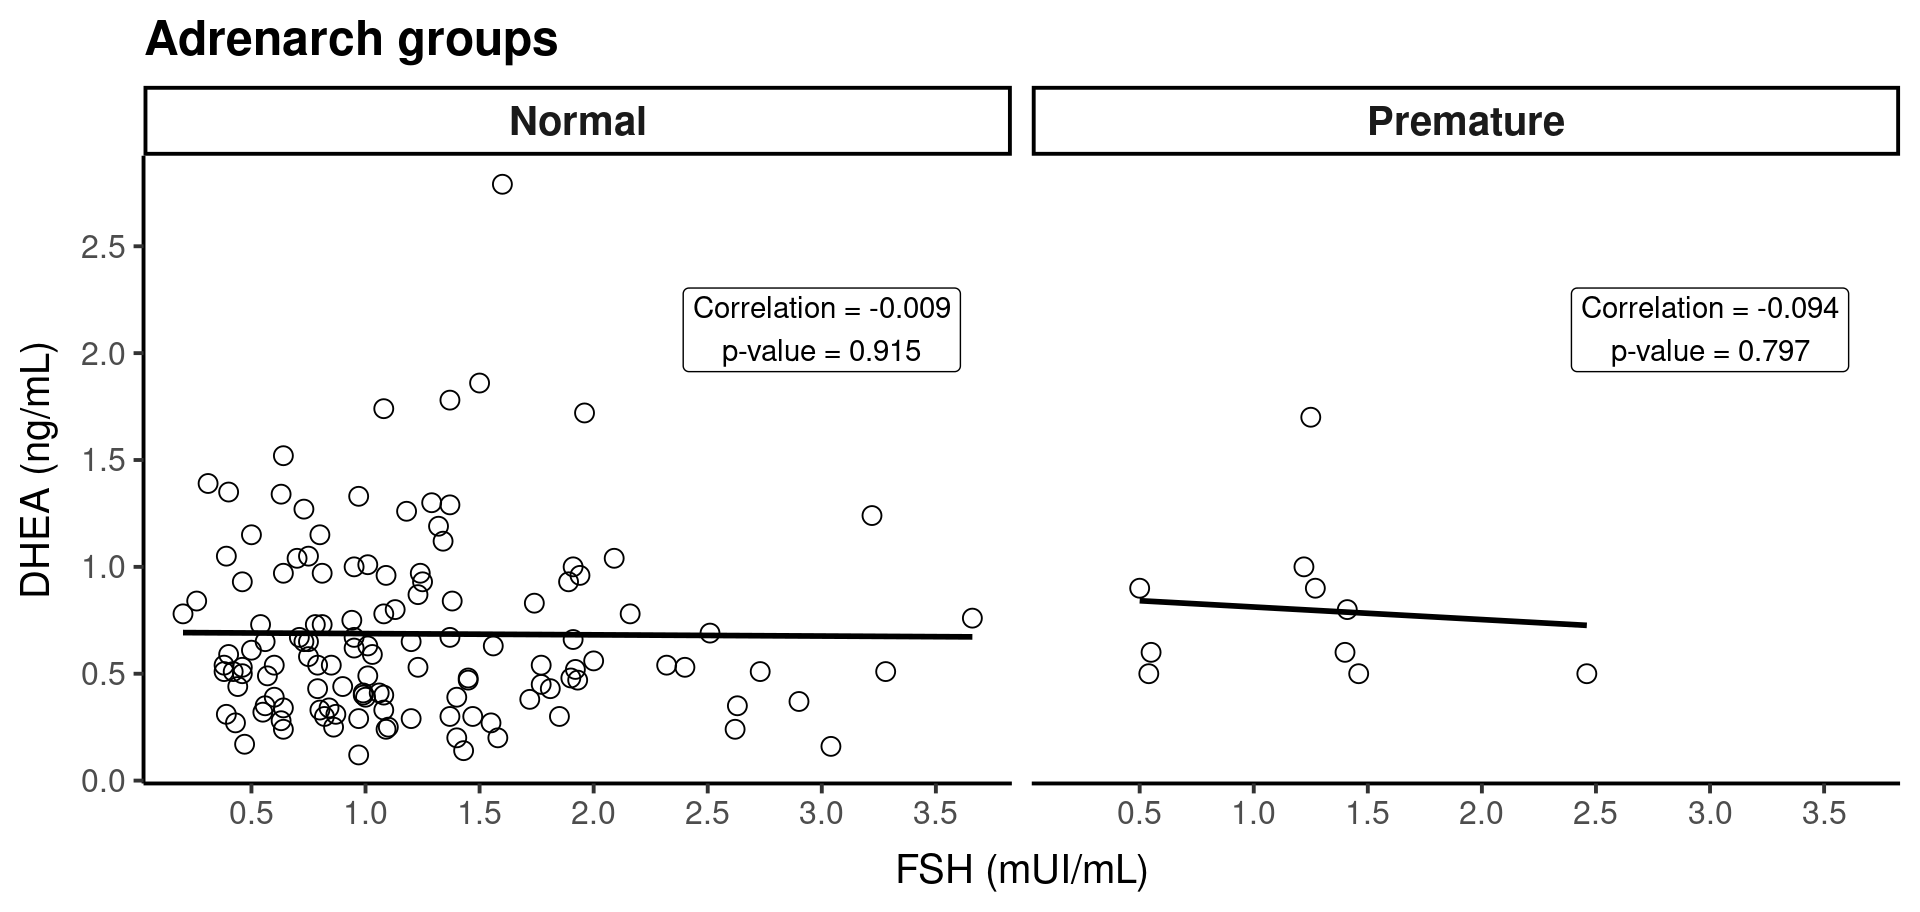 Adrenarch groups
Normal
Premature
2.5
2.0
1.5
1.0
0.5
0.0
DHEA (ng/mL)
Correlation = -0.009
p-value = 0.915
Correlation = -0.094
p-value = 0.797
0.5 1.0 1.5 2.0 2.5 3.0 3.5
0.5 1.0 1.5 2.0 2.5 3.0 3.5
FSH (mUI/mL)